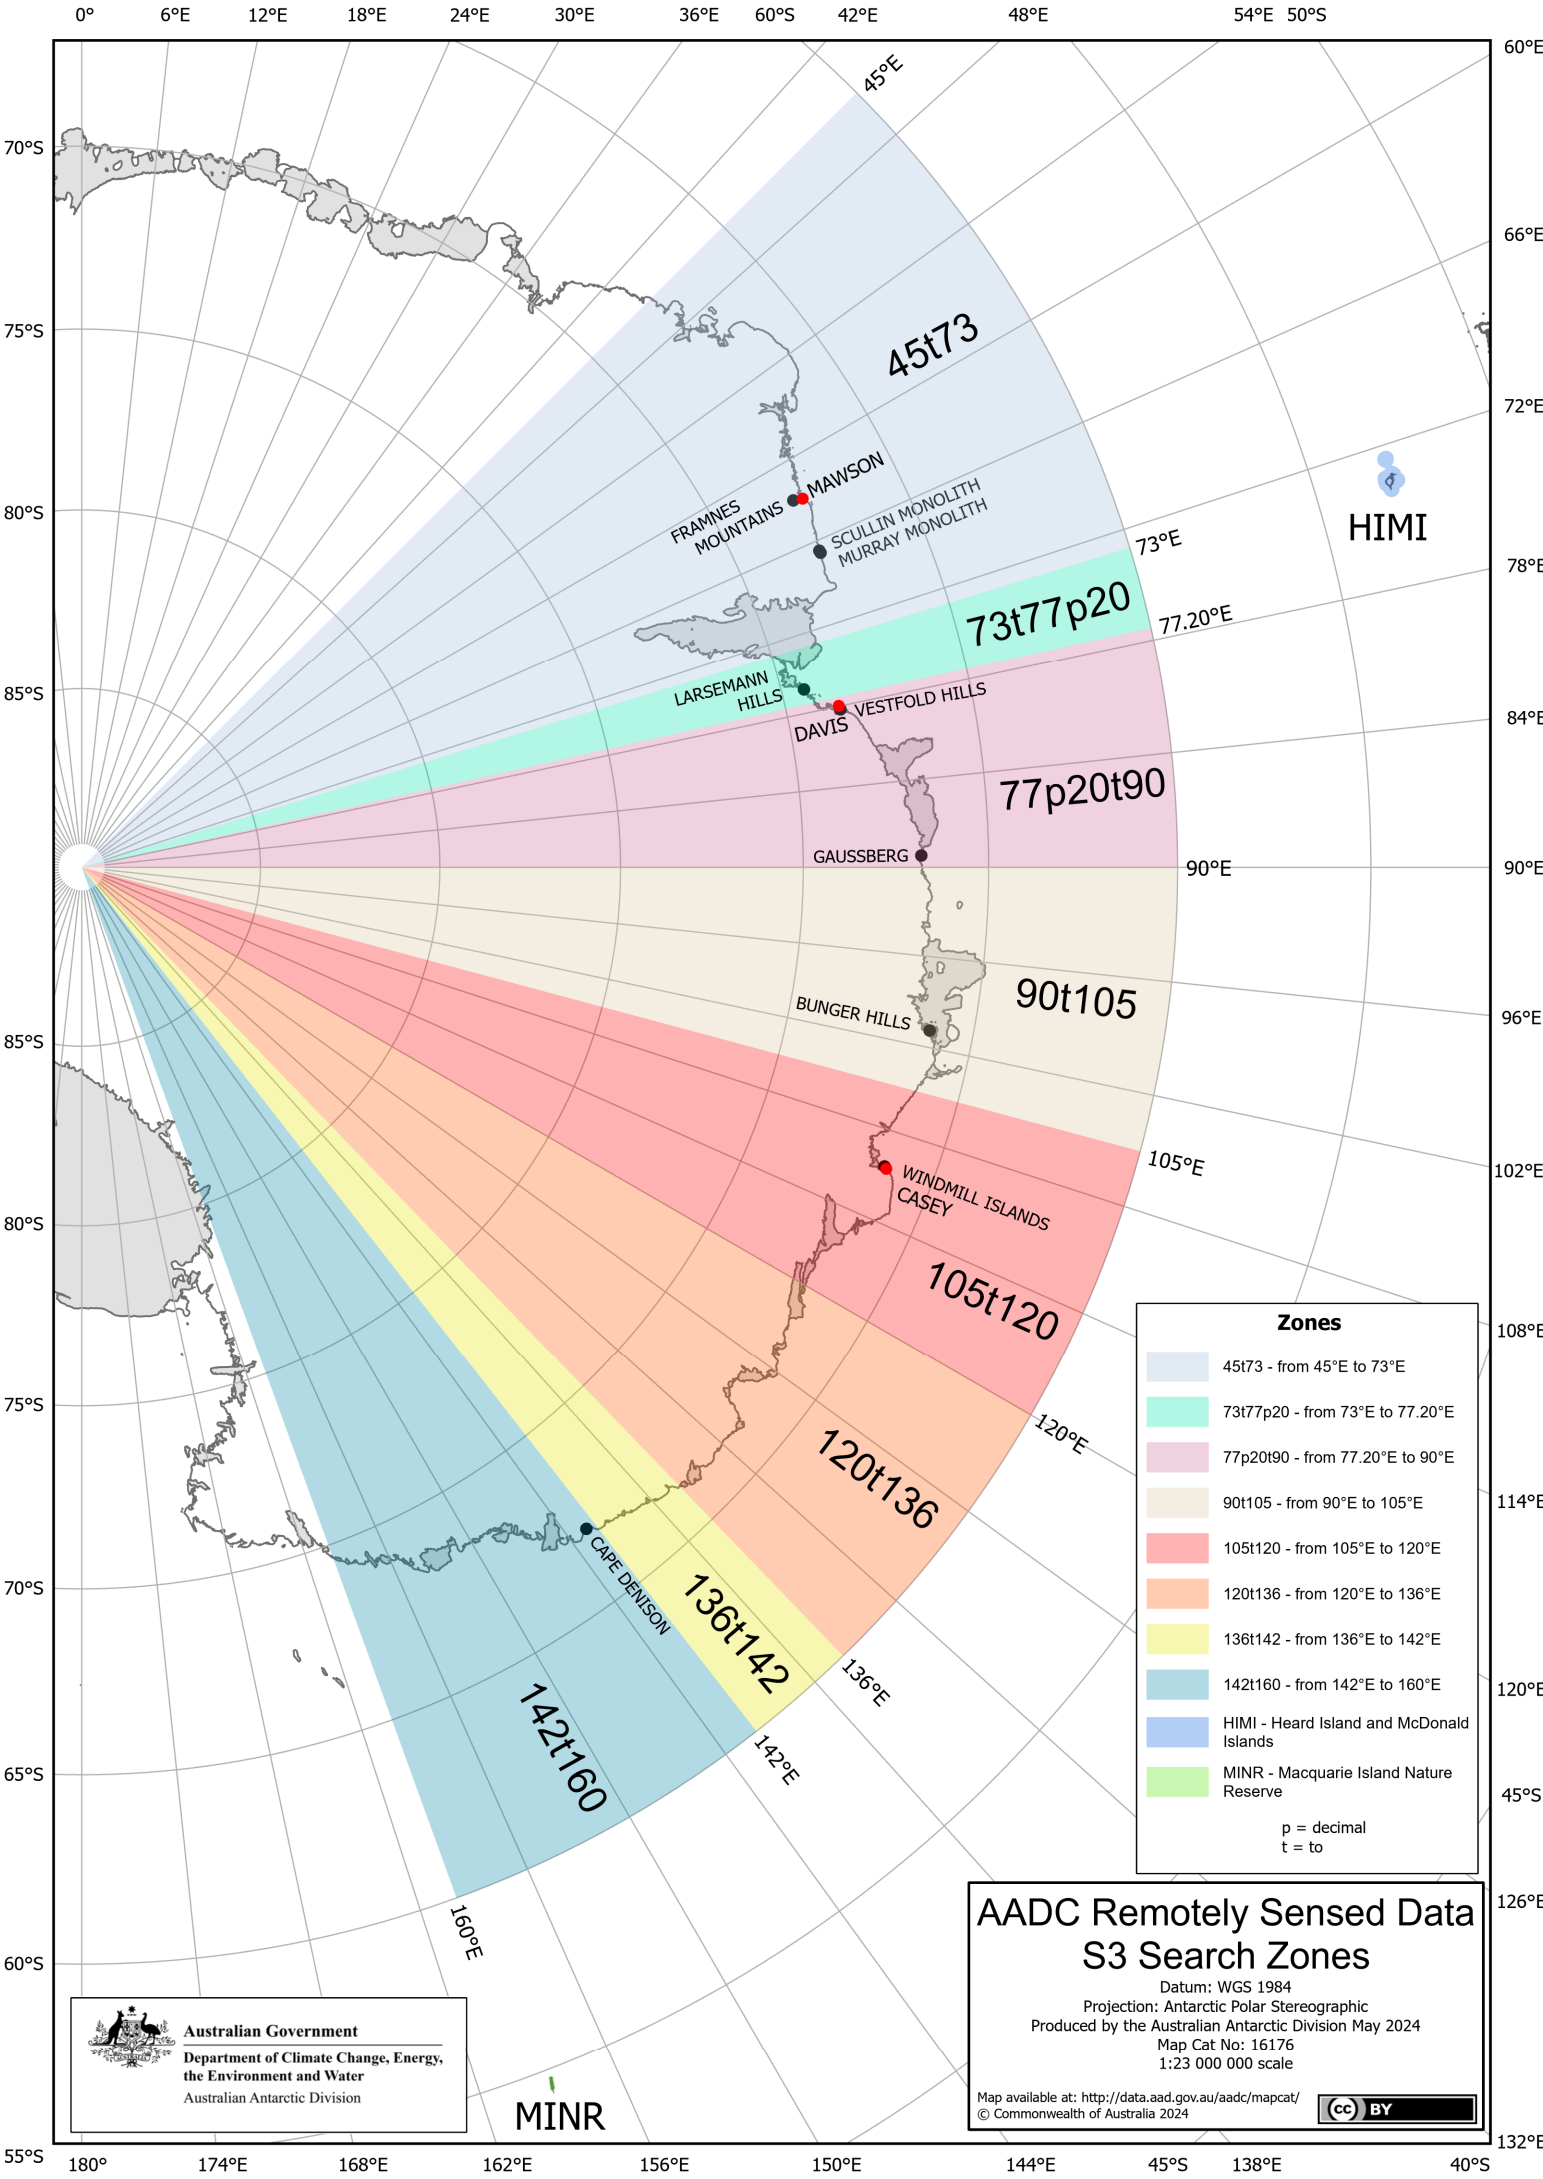 0° 6°E 12°E 18°E 24°E 30°E 36°E 60°S 42°E 48°E 54°E 50°S
60°E
45°E
70°S
66°E
75°S
45t73
72°E
MAWSON
FRAMNES
MOUNTAINS
SCULLIN MONOLITH
MURRAY MONOLITH
80°S
HIMI
73°E
78°E
73t77p20
77.20°E
85°S
LARSEMANN
HILLS
VESTFOLD HILLS
DAVIS
84°E
77p20t90
GAUSSBERG
90°E
90°E
90t105
BUNGER HILLS
96°E
85°S
105°E
102°E
WINDMILL ISLANDS
CASEY
80°S
105t120
108°E
75°S
120°E
120t136
114°E
CAPE DENISON
70°S
136t142
136°E
120°E
142t160
142°E
65°S
45°S
126°E
160°E
60°S
Zones
45t73 - from 45°E to 73°E
73t77p20 - from 73°E to 77.20°E
77p20t90 - from 77.20°E to 90°E
90t105 - from 90°E to 105°E
105t120 - from 105°E to 120°E
120t136 - from 120°E to 136°E
136t142 - from 136°E to 142°E
142t160 - from 142°E to 160°E
HIMI - Heard Island and McDonald
Islands
MINR - Macquarie Island Nature
Reserve
p = decimal
t = to
AADC Remotely Sensed Data
S3 Search Zones
Datum: WGS 1984
Projection: Antarctic Polar Stereographic
Produced by the Australian Antarctic Division May 2024
Map Cat No: 16176
1:23 000 000 scale
Map available at: http://data.aad.gov.au/aadc/mapcat/
© Commonwealth of Australia 2024
cc BY
AUSTRALIA
Australian Government
Department of Climate Change, Energy,
the Environment and Water
Australian Antarctic Division
MINR
132°E
55°S
180° 174°E 168°E 162°E 156°E 150°E 144°E 45°S 138°E 40°S